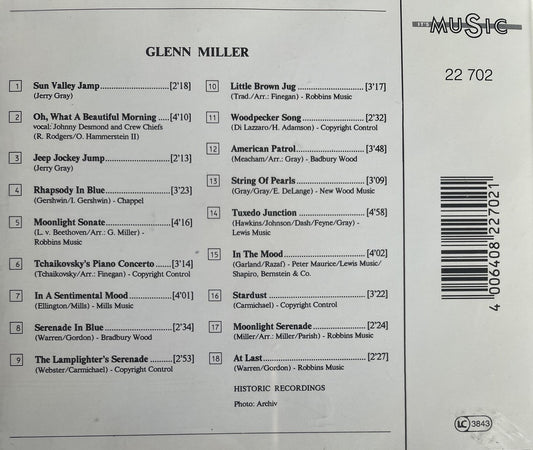 GLENN MILLER
1 Sun Valley Jamp....................[2'18]
(Jerry Gray)
2 Oh, What A Beautiful Morning .....[4'10]
vocal: Johnny Desmond and Crew Chiefs
(R. Rodgers/O. Hammerstein II)
3 Jeep Jockey Jump....................[2'13]
(Jerry Gray)
4 Rhapsody In Blue....................[3'23]
(Gershwin/I. Gershwin) - Chappel
5 Moonlight Sonate....................[4'16]
(L. v. Beethoven/Arr.: G. Miller) -
Robbins Music
6 Tchaikovsky's Piano Concerto .......[3'14]
(Tchaikovsky/Arr.: Finegan) - Copyright Control
7 In A Sentimental Mood ..............[4'01]
(Ellington/Mills) - Mills Music
8 Serenade In Blue ....................[2'34]
(Warren/Gordon) - Bradbury Wood
9 The Lamplighter's Serenade .........[2'53]
(Webster/Carmichael) - Copyright Control
10 Little Brown Jug ....................[3'17]
(Trad./Arr.: Finegan) - Robbins Music
11 Woodpecker Song ....................[2'32]
(Di Lazzaro/H. Adamson) - Copyright Control
12 American Patrol ....................[3'48]
(Meacham/Arr.: Gray) - Badbury Wood
13 String Of Pearls ....................[3'09]
(Gray/Gray/E. DeLange) - New Wood Music
14 Tuxedo Junction ....................[4'58]
(Hawkins/Johnson/Dash/Feyne/Gray) -
Lewis Music
15 In The Mood ....................[4'02]
(Garland/Razaf) - Peter Maurice/Lewis Music/
Shapiro, Bernstein & Co.
16 Stardust ....................[3'22]
(Carmichael) - Copyright Control
17 Moonlight Serenade ..............[2'24]
(Miller/Arr.: Miller/Parish) - Robbins Music
18 At Last ....................[2'27]
(Warren/Gordon) - Robbins Music
HISTORIC RECORDINGS
Photo: Archiv
MUSIC
22 702
4 006408 227021
LC 3843